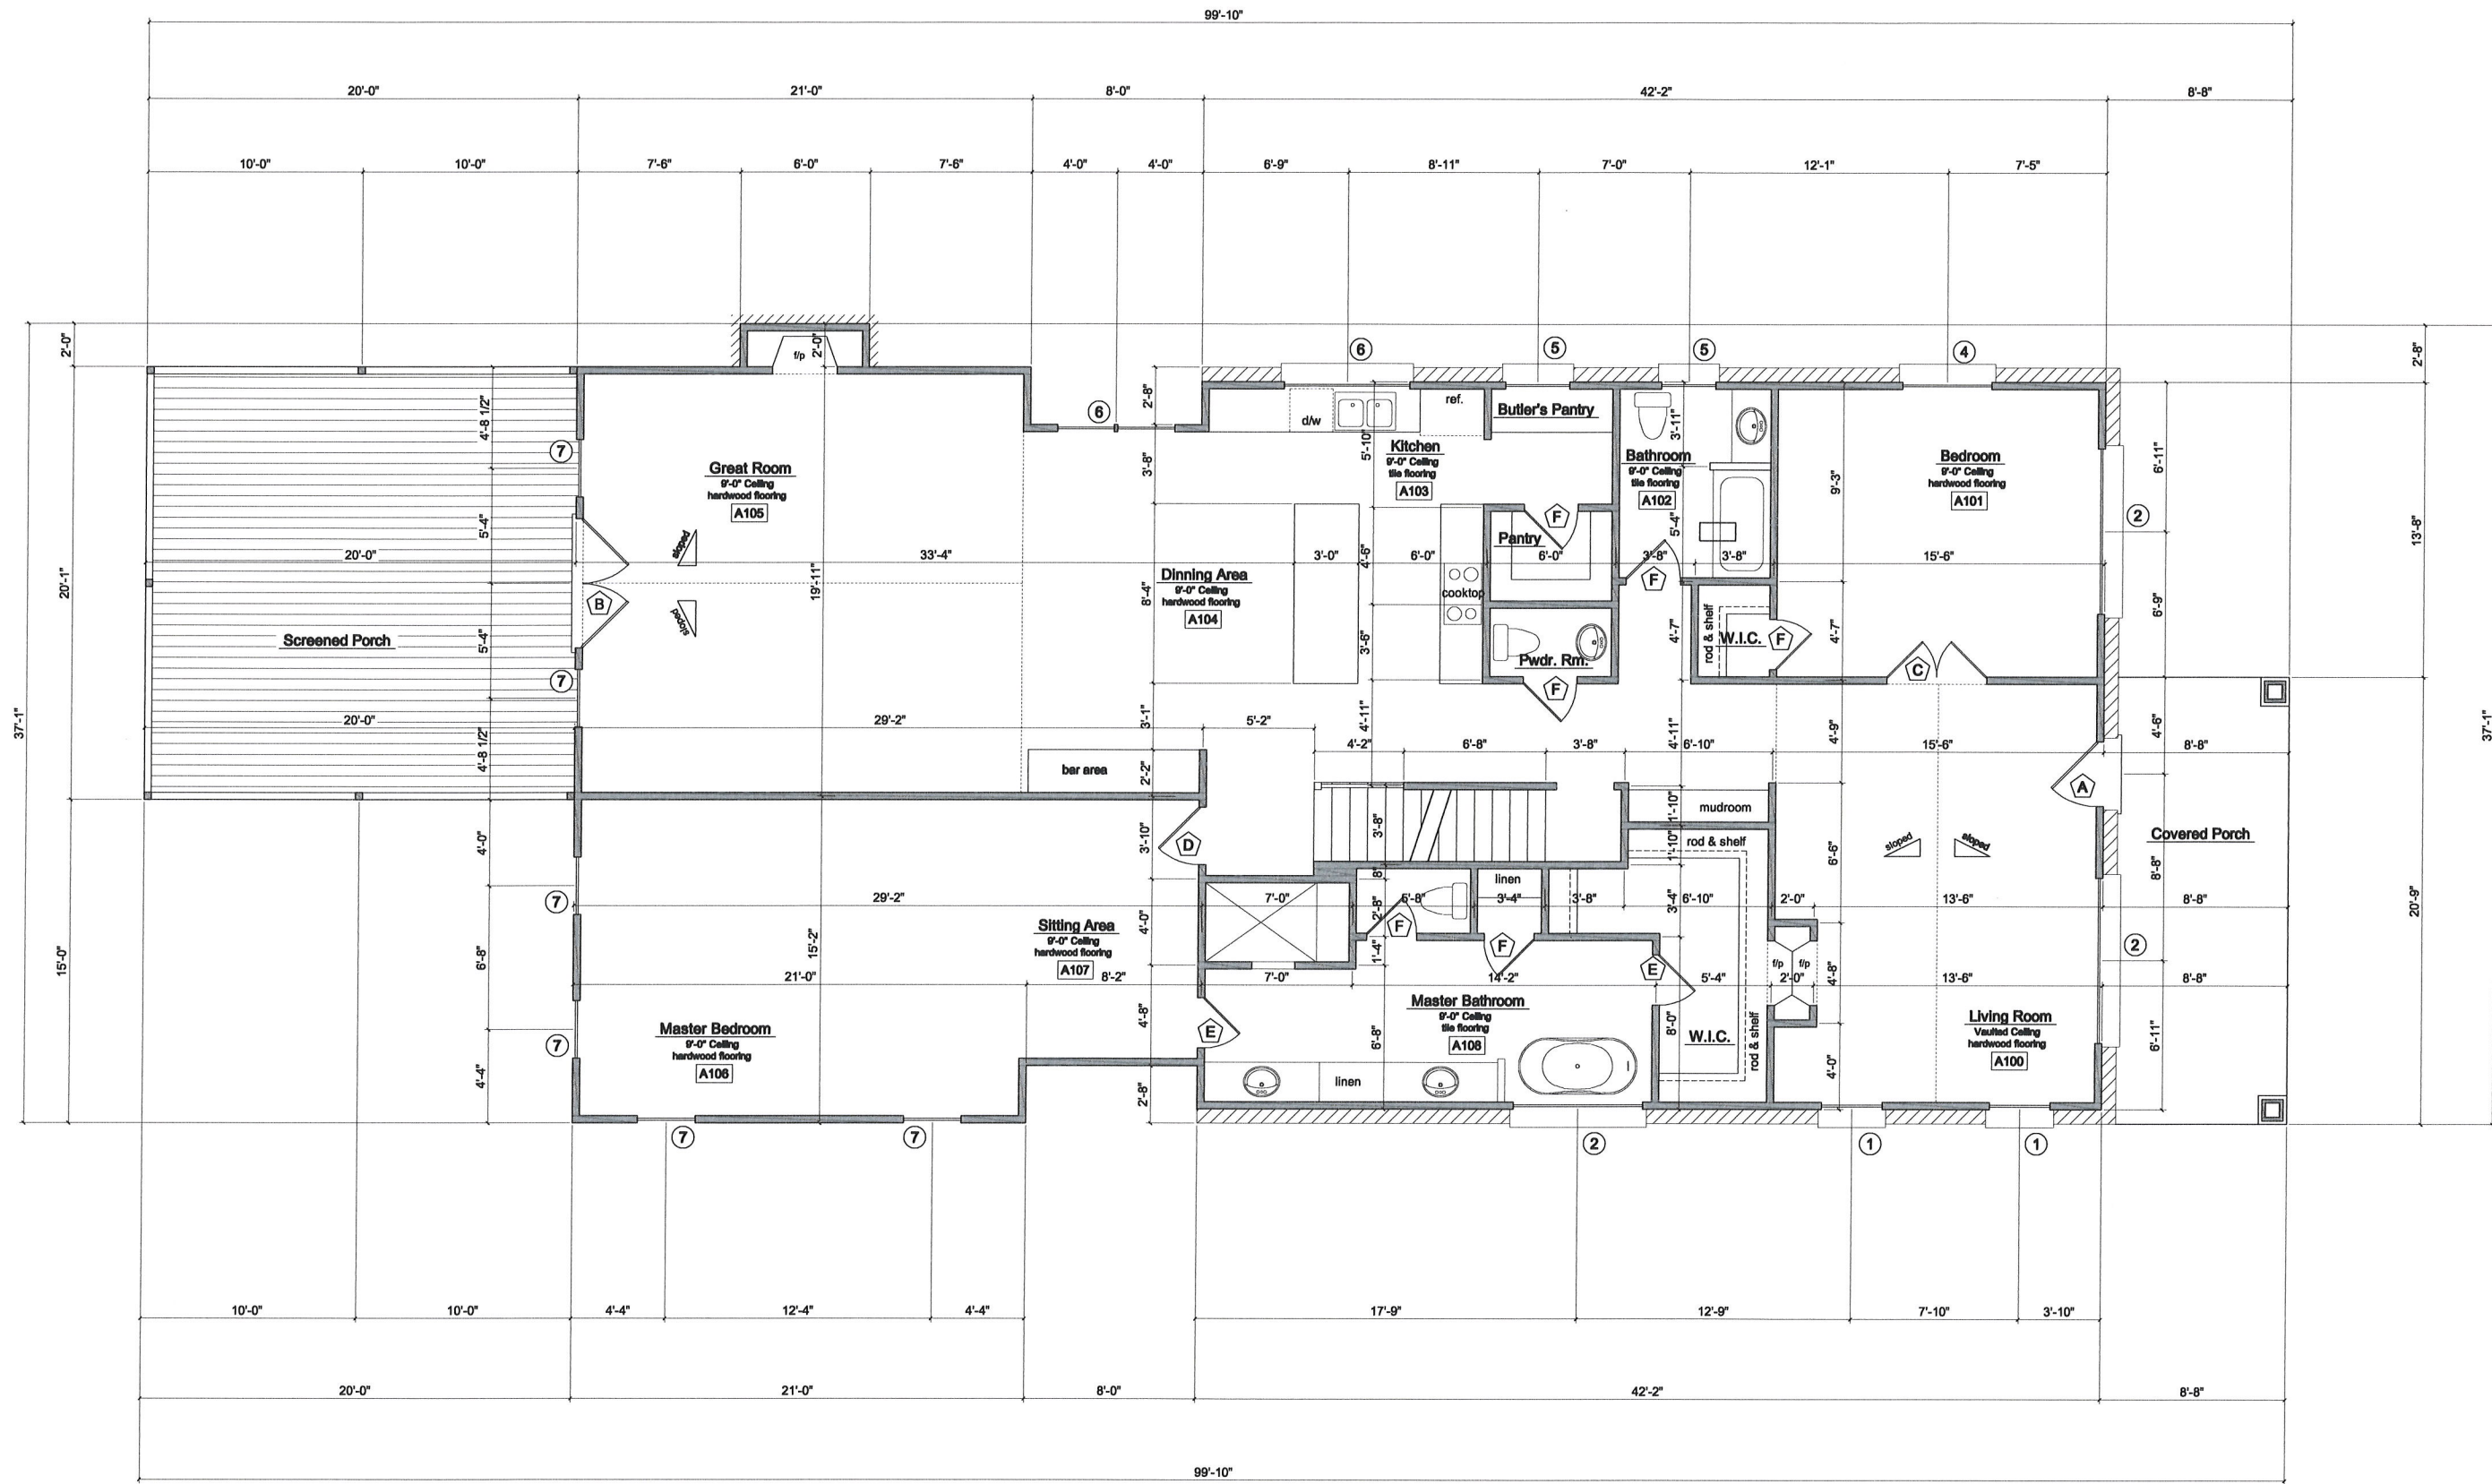 99'-10"
20'-0" 21'-0" 8'-0" 42'-2" 8'-8"
10'-0" 10'-0" 7'-6" 6'-0" 7'-6" 4'-0" 4'-0" 6'-9" 8'-11" 7'-0" 12'-1" 7'-5"
2'-0" 2'-0" 2'-8"
f/p
6 5 5 4
4'-8 1/2" 2'-8"
6
ref.
d/w
Butler's Pantry
3'-11"
7
3'-8"
5'-10"
6'-11"
Great Room
9'-0" Ceiling
hardwood flooring
A105
Kitchen
9'-0" Ceiling
tile flooring
A103
Bathroom
9'-0" Ceiling
tile flooring
A102
Bedroom
9'-0" Ceiling
hardwood flooring
A101
9'-3"
2
13'-8"
5'-4"
F
5'-4"
Pantry
sloped
20'-0" 33'-4" 3'-0" 4'-6" 6'-0" 6'-0" 3'-8" 3'-8" 15'-6"
20'-1"
19'-11"
8'-4"
Dinning Area
9'-0" Ceiling
hardwood flooring
A104
cooktop
F
B
sloped
6'-9"
Screened Porch
5'-4"
3'-6"
4'-7"
rod & shelf
W.I.C.
F
4'-7"
Pwdr. Rm.
C
7
F
37'-1"
37'-1"
20'-0" 29'-2" 3'-1" 5'-2" 4'-11" 4'-11" 4'-9" 4'-6"
4'-8 1/2"
4'-2" 6'-8" 3'-8" 6'-10" 15'-6" 8'-8"
bar area
2'-2"
A
mudroom
1'-10"
4'-0"
3'-10"
D
3'-8"
1'-10"
rod & shelf
6'-6"
sloped sloped
Covered Porch
8'-8"
8"
linen
7
29'-2" 7'-0" 5'-8" 3'-4" 3'-8" 6'-10" 2'-0" 13'-6" 8'-8"
2'-8"
3'-4"
20'-9"
4'-0"
F
F
Sitting Area
9'-0" Ceiling
hardwood flooring
A107
15'-2"
6'-8"
15'-0"
1'-4"
2
E
f/p f/p
21'-0" 8'-2" 7'-0" 14'-2" 5'-4" 2'-0" 13'-6" 8'-8"
4'-8"
Master Bathroom
9'-0" Ceiling
tile flooring
A108
4'-8"
E
8'-0"
W.I.C.
rod & shelf
Living Room
Vaulted Ceiling
hardwood flooring
A100
6'-11"
Master Bedroom
9'-0" Ceiling
hardwood flooring
A106
7
6'-8"
4'-4"
linen
4'-0"
2'-8"
7 7 2 1 1
10'-0" 10'-0" 4'-4" 12'-4" 4'-4" 17'-9" 12'-9" 7'-10" 3'-10"
20'-0" 21'-0" 8'-0" 42'-2" 8'-8"
99'-10"